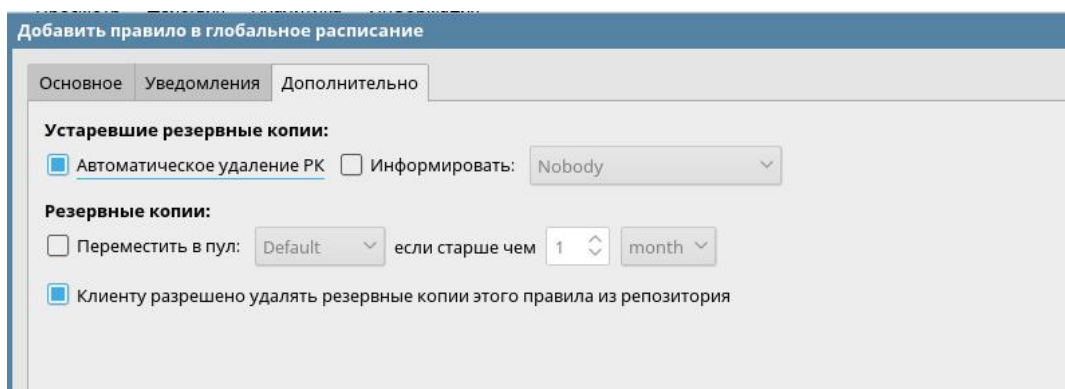 Добавить правило в глобальное расписание
Основное Уведомления Дополнительно
Устаревшие резервные копии:
Автоматическое удаление РК Информировать: Nobody
Резервные копии:
Переместить в пул: Default если старше чем 1 month
Клиенту разрешено удалять резервные копии этого правила из репозитория